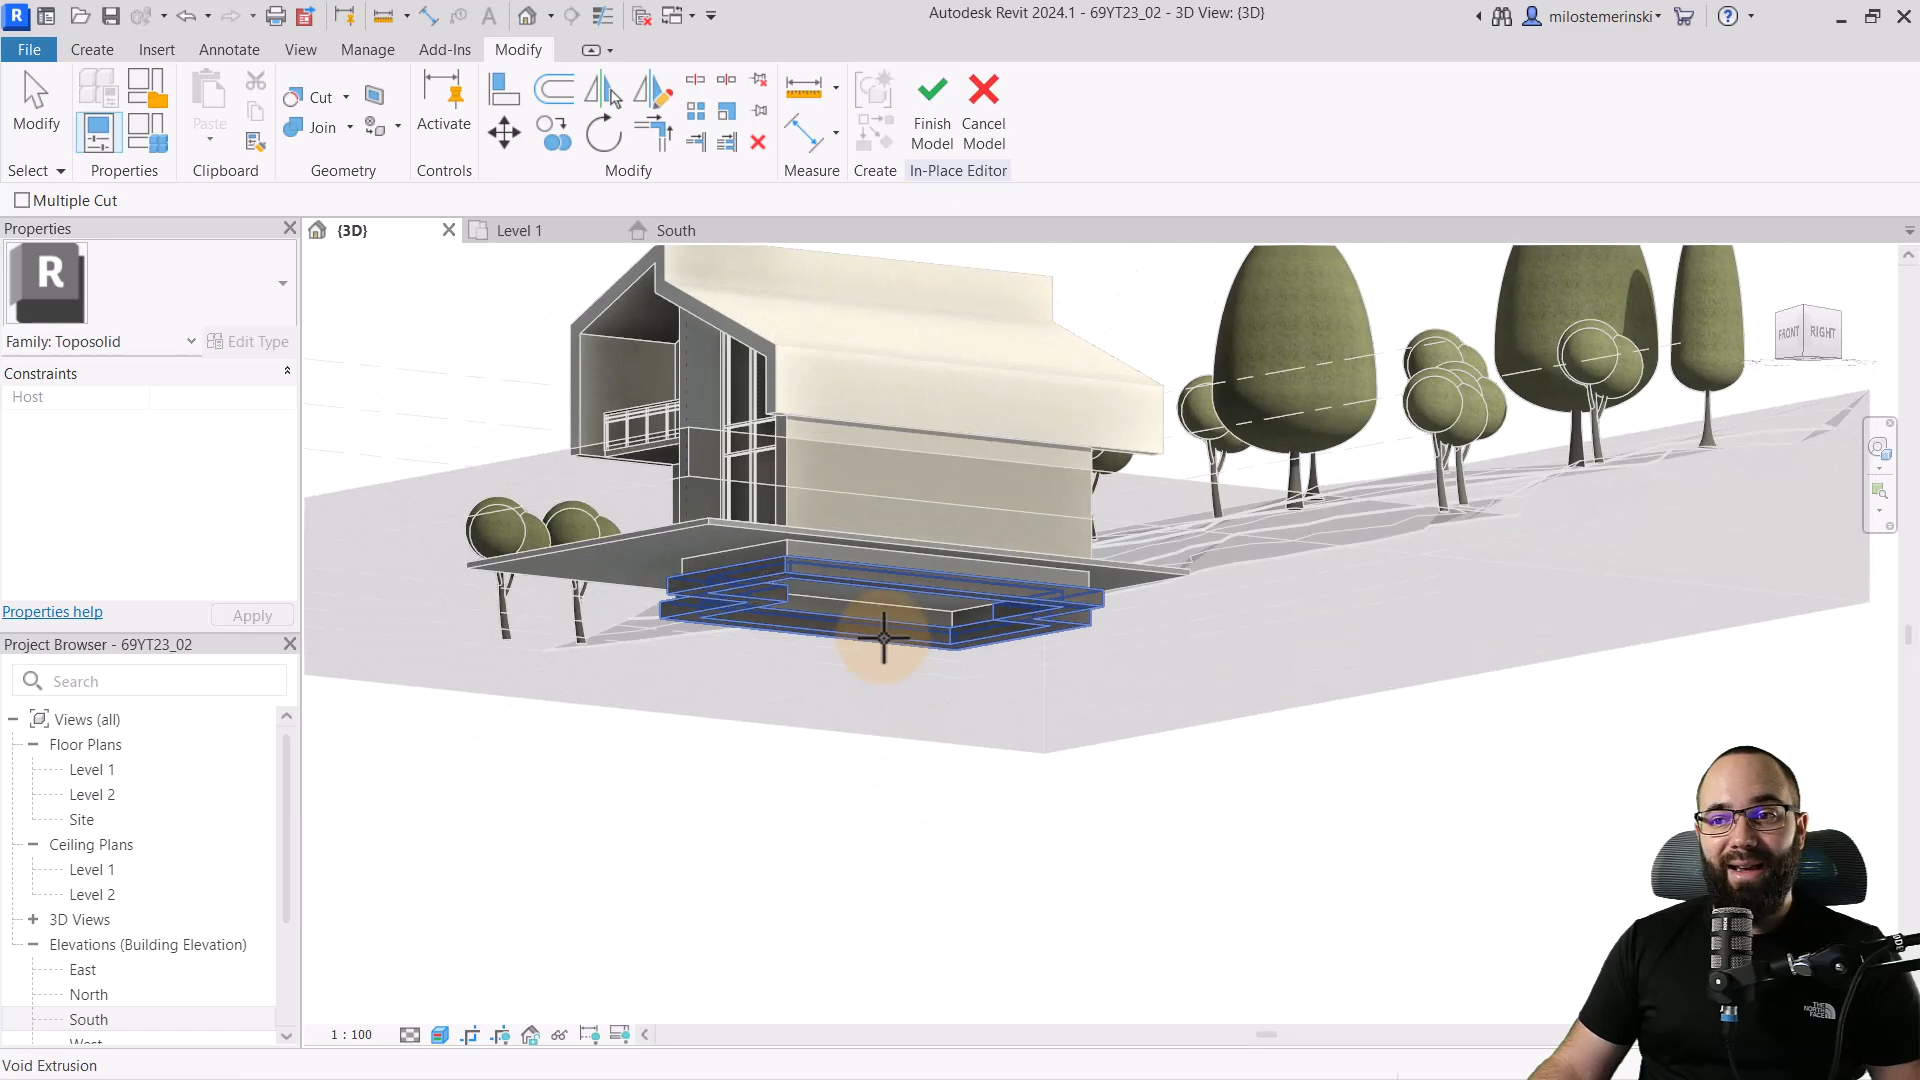 Autodesk Revit 2024.1 - 69YT23_02 - 3D View: {3D}
milostemerinski
File
Create
Insert
Annotate
View
Manage
Add-Ins
Modify
Modify
Paste
Cut
Join
Activate
Finish
Model
Cancel
Model
Select
Properties
Clipboard
Geometry
Controls
Modify
Measure
Create
In-Place Editor
Multiple Cut
Properties
{3D}
Level 1
South
R
Family: Toposolid
Edit Type
Constraints
Host
Properties help
Apply
FRONT
RIGHT
Project Browser - 69YT23_02
Search
Views (all)
Floor Plans
Level 1
Level 2
Site
Ceiling Plans
Level 1
Level 2
3D Views
Elevations (Building Elevation)
East
North
South
West
1 : 100
Void Extrusion
THE
NORTH
FACE